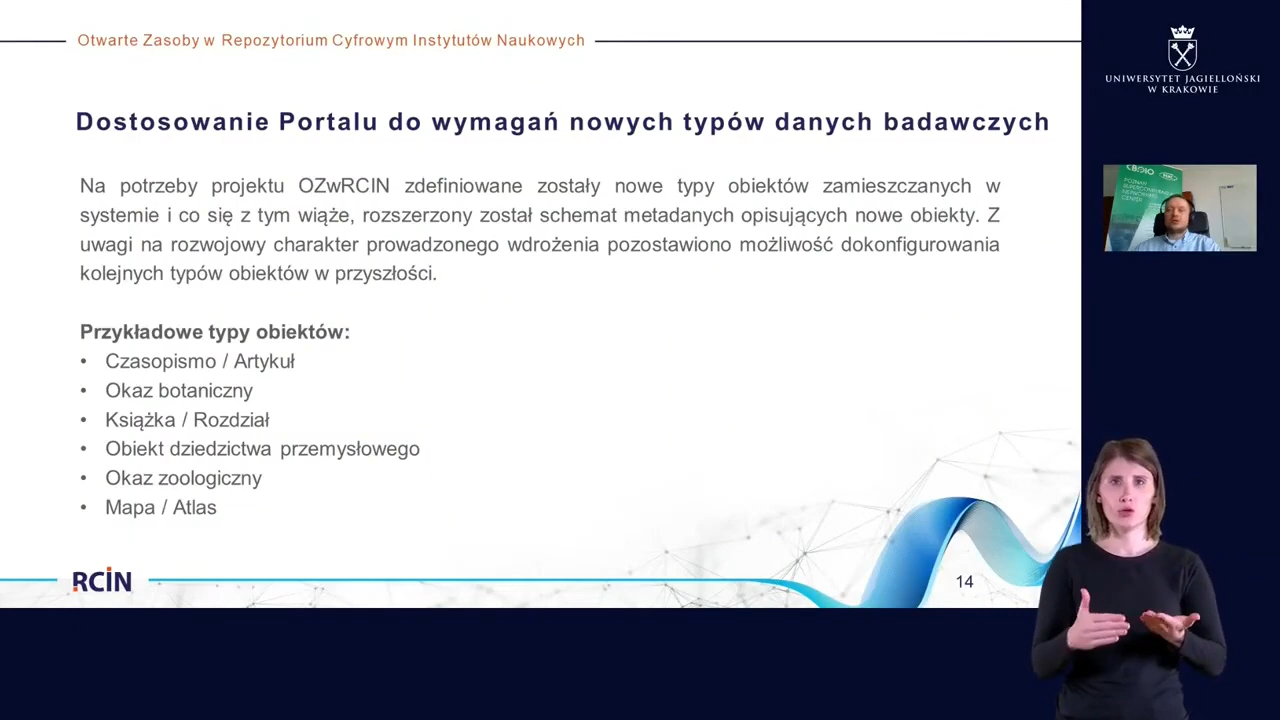 Otwarte Zasoby w Repozytorium Cyfrowym Instytutów Naukowych
UNIWERSYTET JAGIELLOŃSKI
W KRAKOWIE
Dostosowanie Portalu do wymagań nowych typów danych badawczych
Na potrzeby projektu OZwRCIN zdefiniowane zostały nowe typy obiektów zamieszczanych w
systemie i co się z tym wiąże, rozszerzony został schemat metadanych opisujących nowe obiekty. Z
uwagi na rozwojowy charakter prowadzonego wdrożenia pozostawiono możliwość dokonfigurowania
kolejnych typów obiektów w przyszłości.
Przykładowe typy obiektów:
• Czasopismo / Artykuł
• Okaz botaniczny
• Książka / Rozdział
• Obiekt dziedzictwa przemysłowego
• Okaz zoologiczny
• Mapa / Atlas
RCIN
14